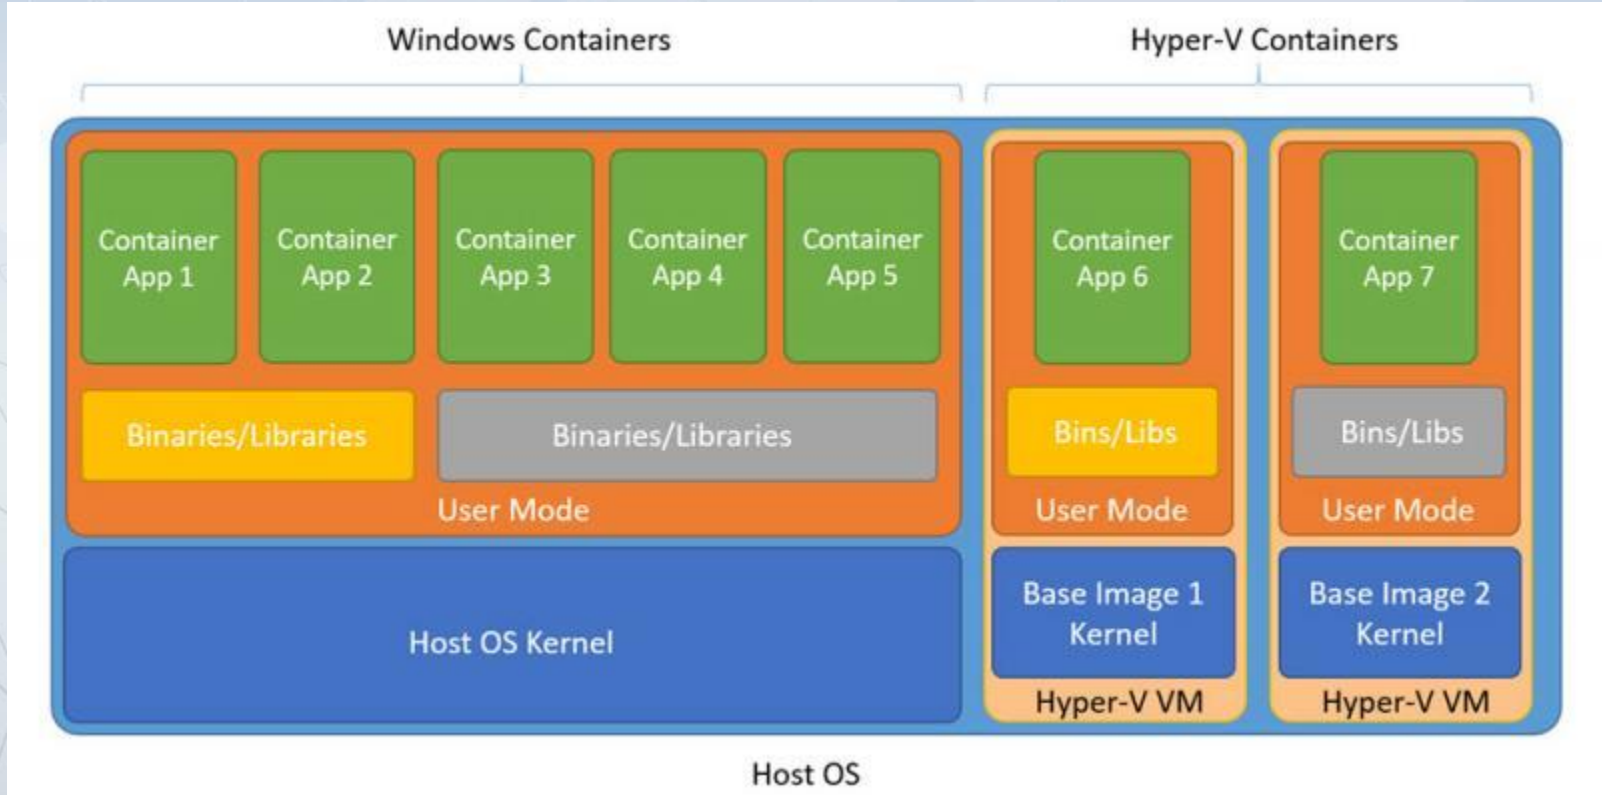 Windows Containers
Hyper-V Containers
Container
App 1
Container
App 2
Container
App 3
Container
App 4
Container
App 5
Container
App 6
Container
App 7
Binaries/Libraries
Binaries/Libraries
Bins/Libs
Bins/Libs
User Mode
User Mode
User Mode
Host OS Kernel
Base Image 1
Kernel
Base Image 2
Kernel
Hyper-V VM
Hyper-V VM
Host OS